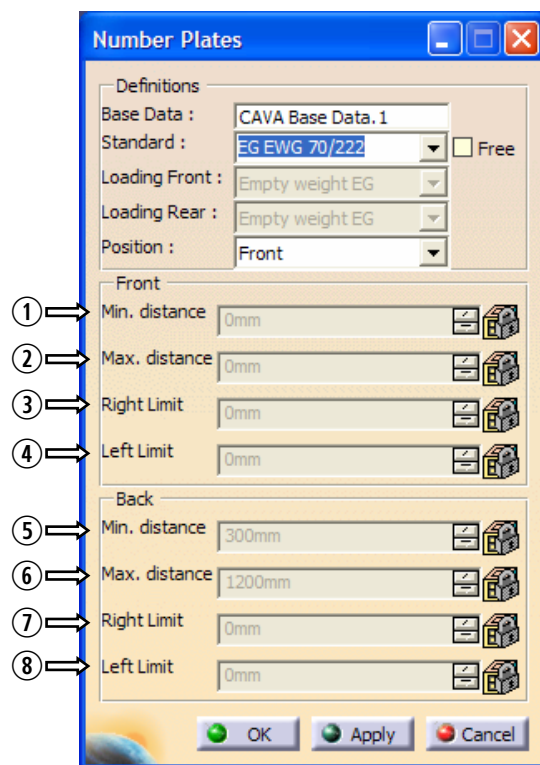 Number Plates
Definitions
Base Data : CAVA Base Data.1
Standard : EG EWG 70/222 Free
Loading Front : Empty weight EG
Loading Rear : Empty weight EG
Position : Front
Front
① Min. distance 0mm
② Max. distance 0mm
③ Right Limit 0mm
④ Left Limit 0mm
Back
⑤ Min. distance 300mm
⑥ Max. distance 1200mm
⑦ Right Limit 0mm
⑧ Left Limit 0mm
OK Apply Cancel